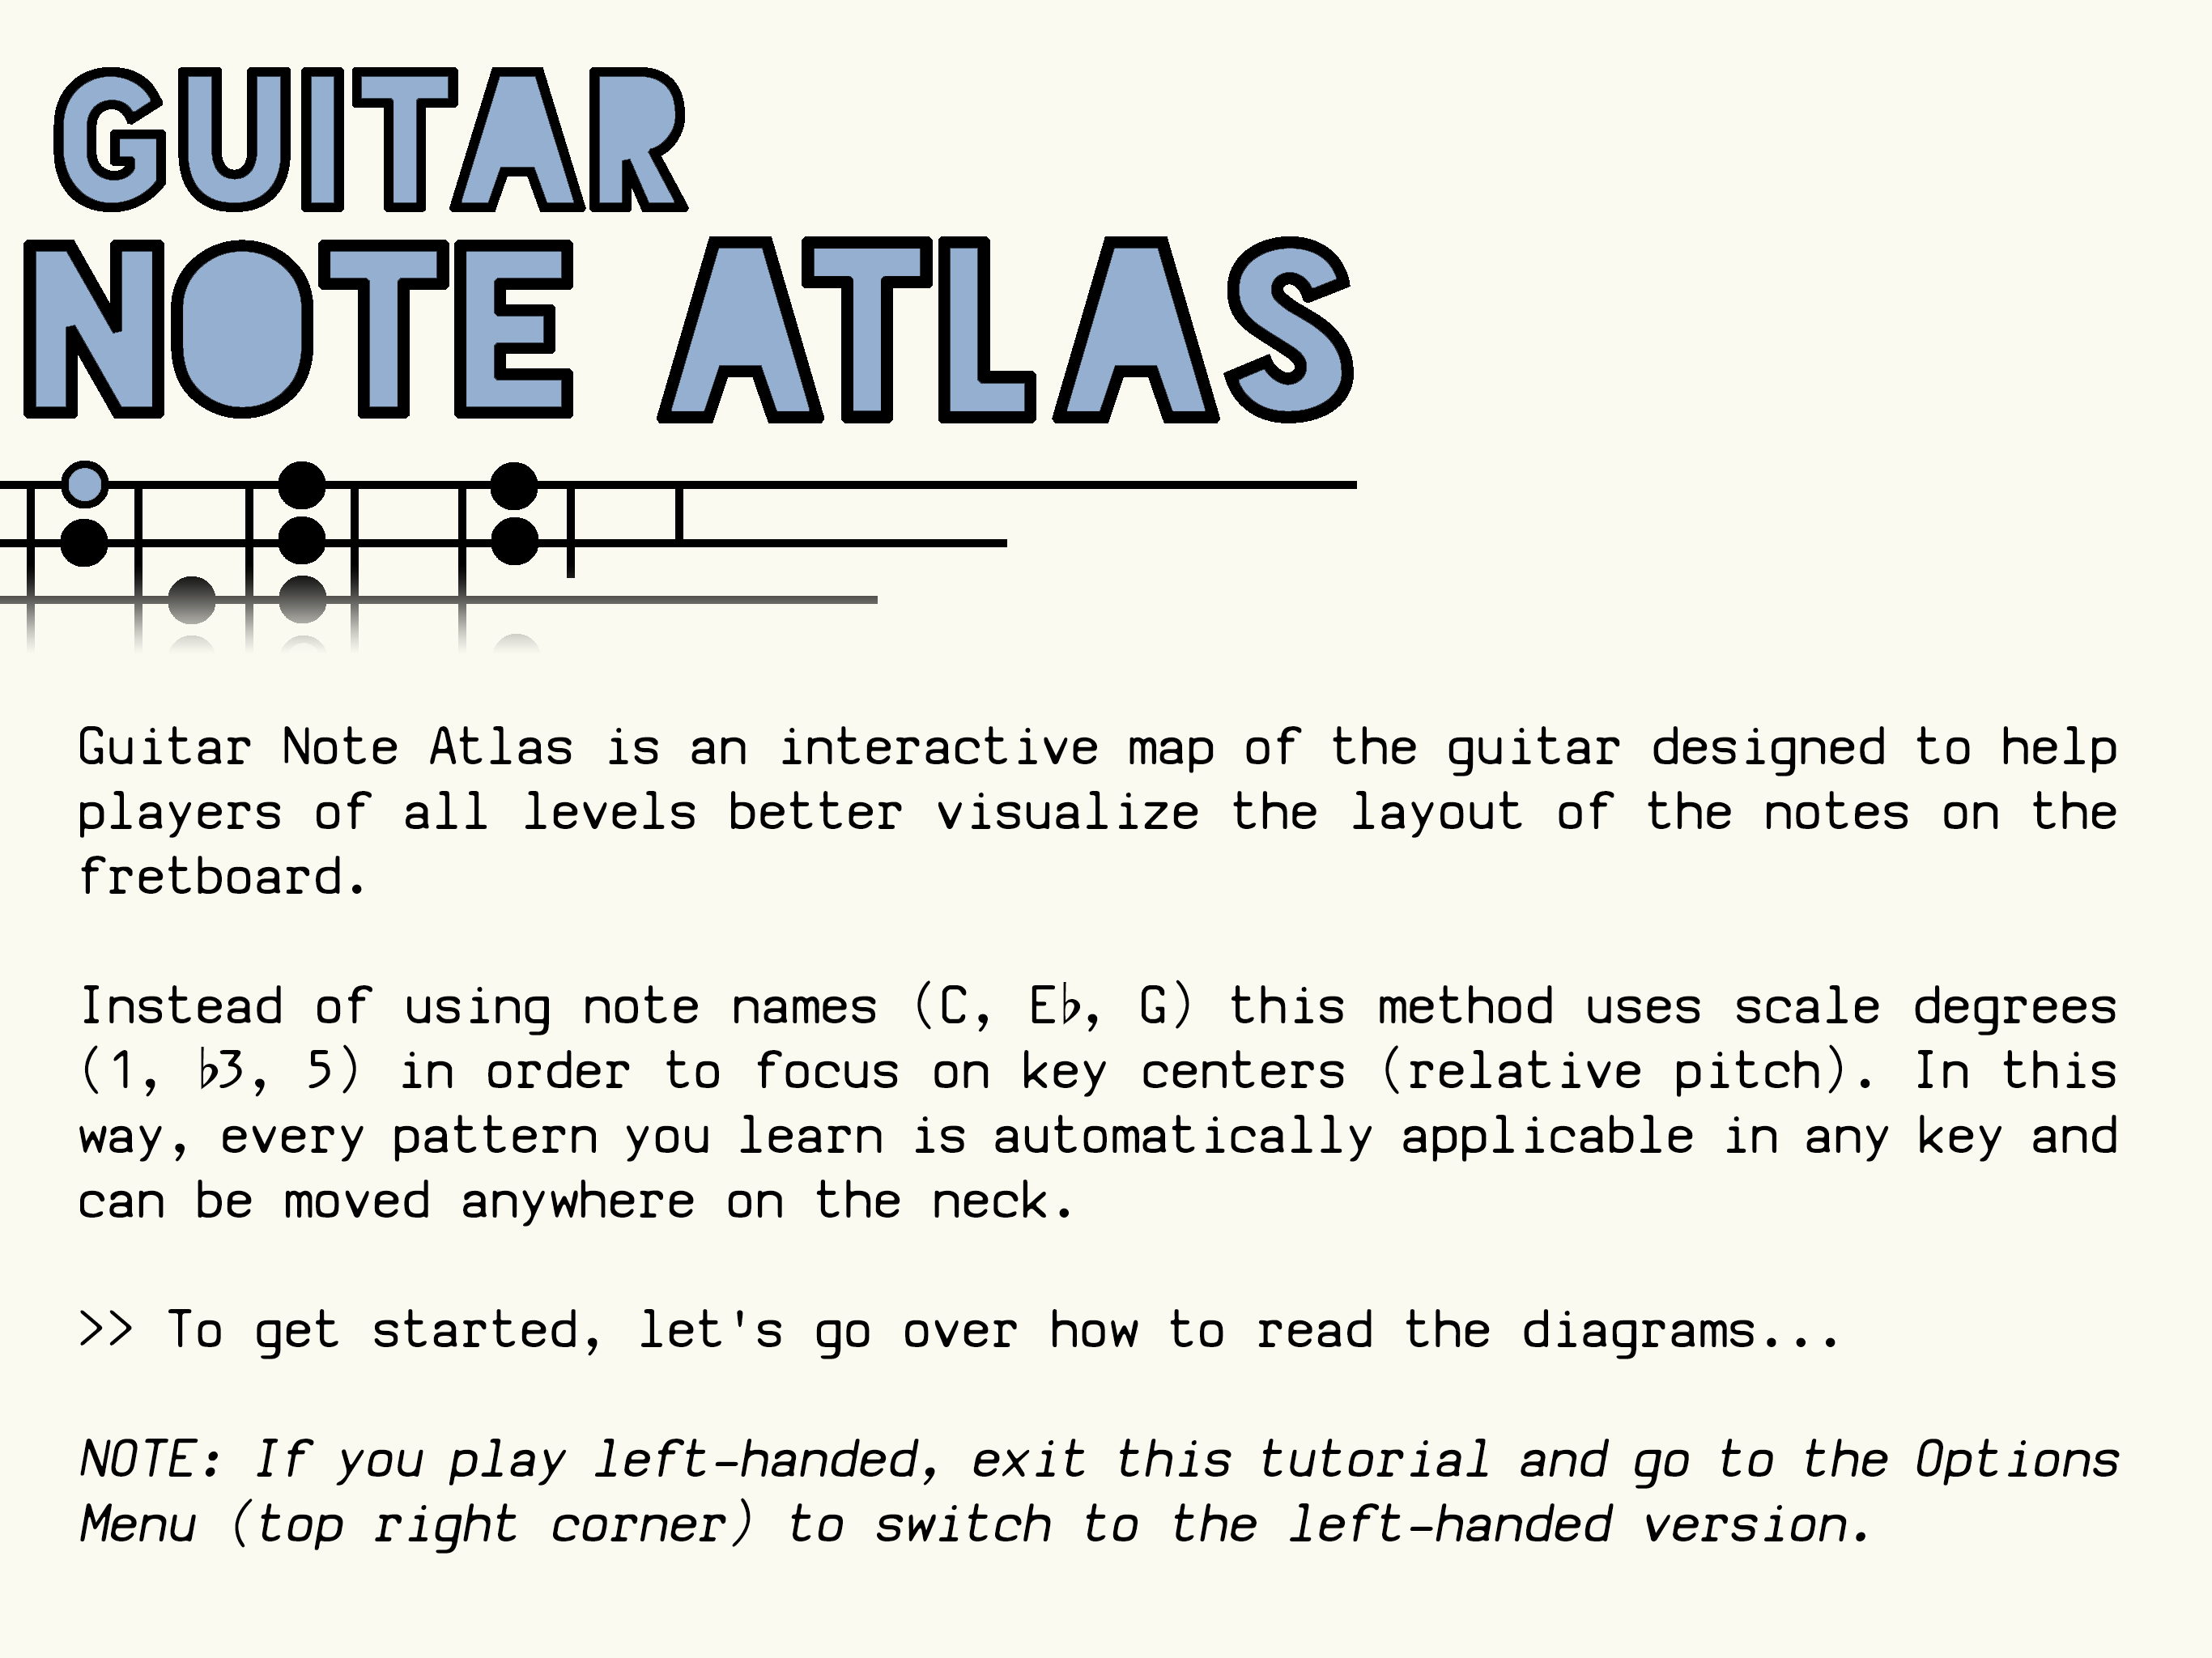 GUITAR
NOTE ATLAS
Guitar Note Atlas is an interactive map of the guitar designed to help
players of all levels better visualize the layout of the notes on the
fretboard.
Instead of using note names (C, E♭, G) this method uses scale degrees
(1, ♭3, 5) in order to focus on key centers (relative pitch). In this
way, every pattern you learn is automatically applicable in any key and
can be moved anywhere on the neck.
>> To get started, let's go over how to read the diagrams...
NOTE: If you play left-handed, exit this tutorial and go to the Options
Menu (top right corner) to switch to the left-handed version.